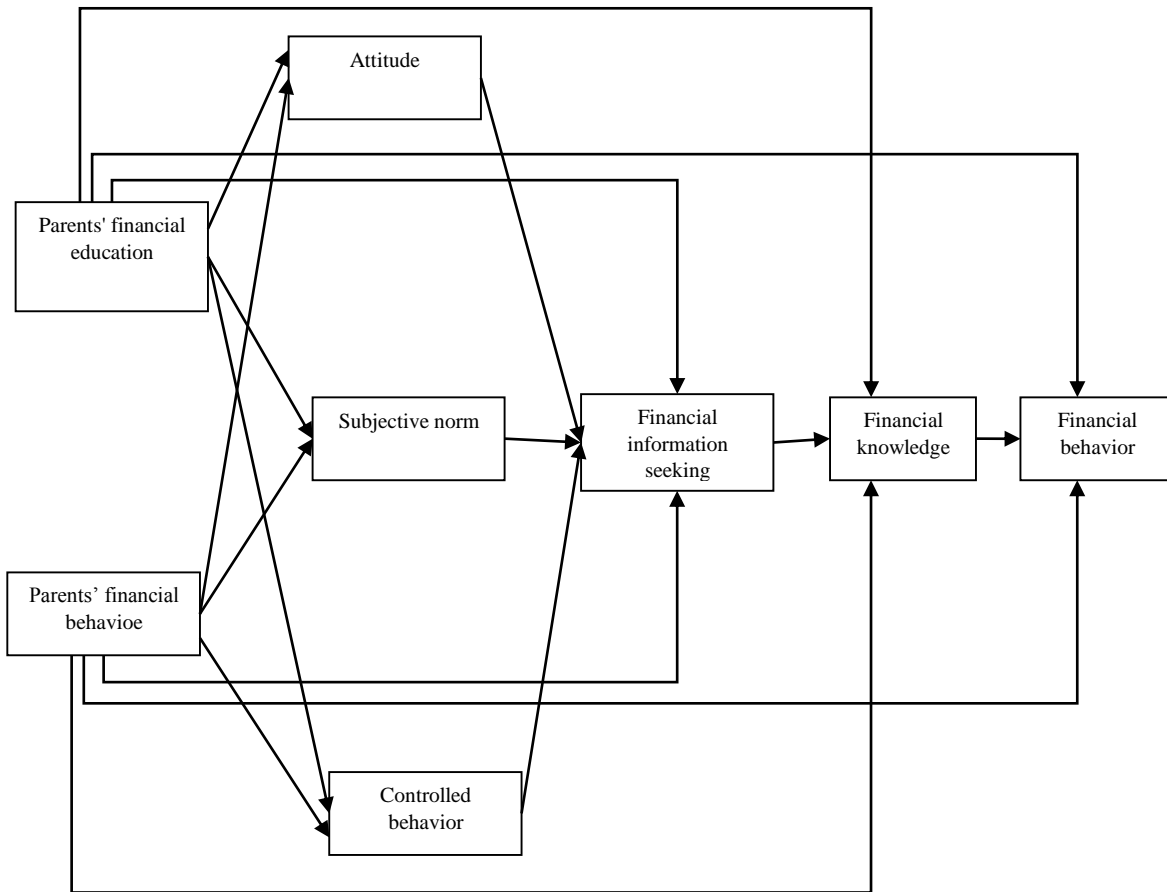 Attitude
Parents' financial
education
Subjective norm
Financial
information
seeking
Financial
knowledge
Financial
behavior
Parents’ financial
behavioe
Controlled
behavior